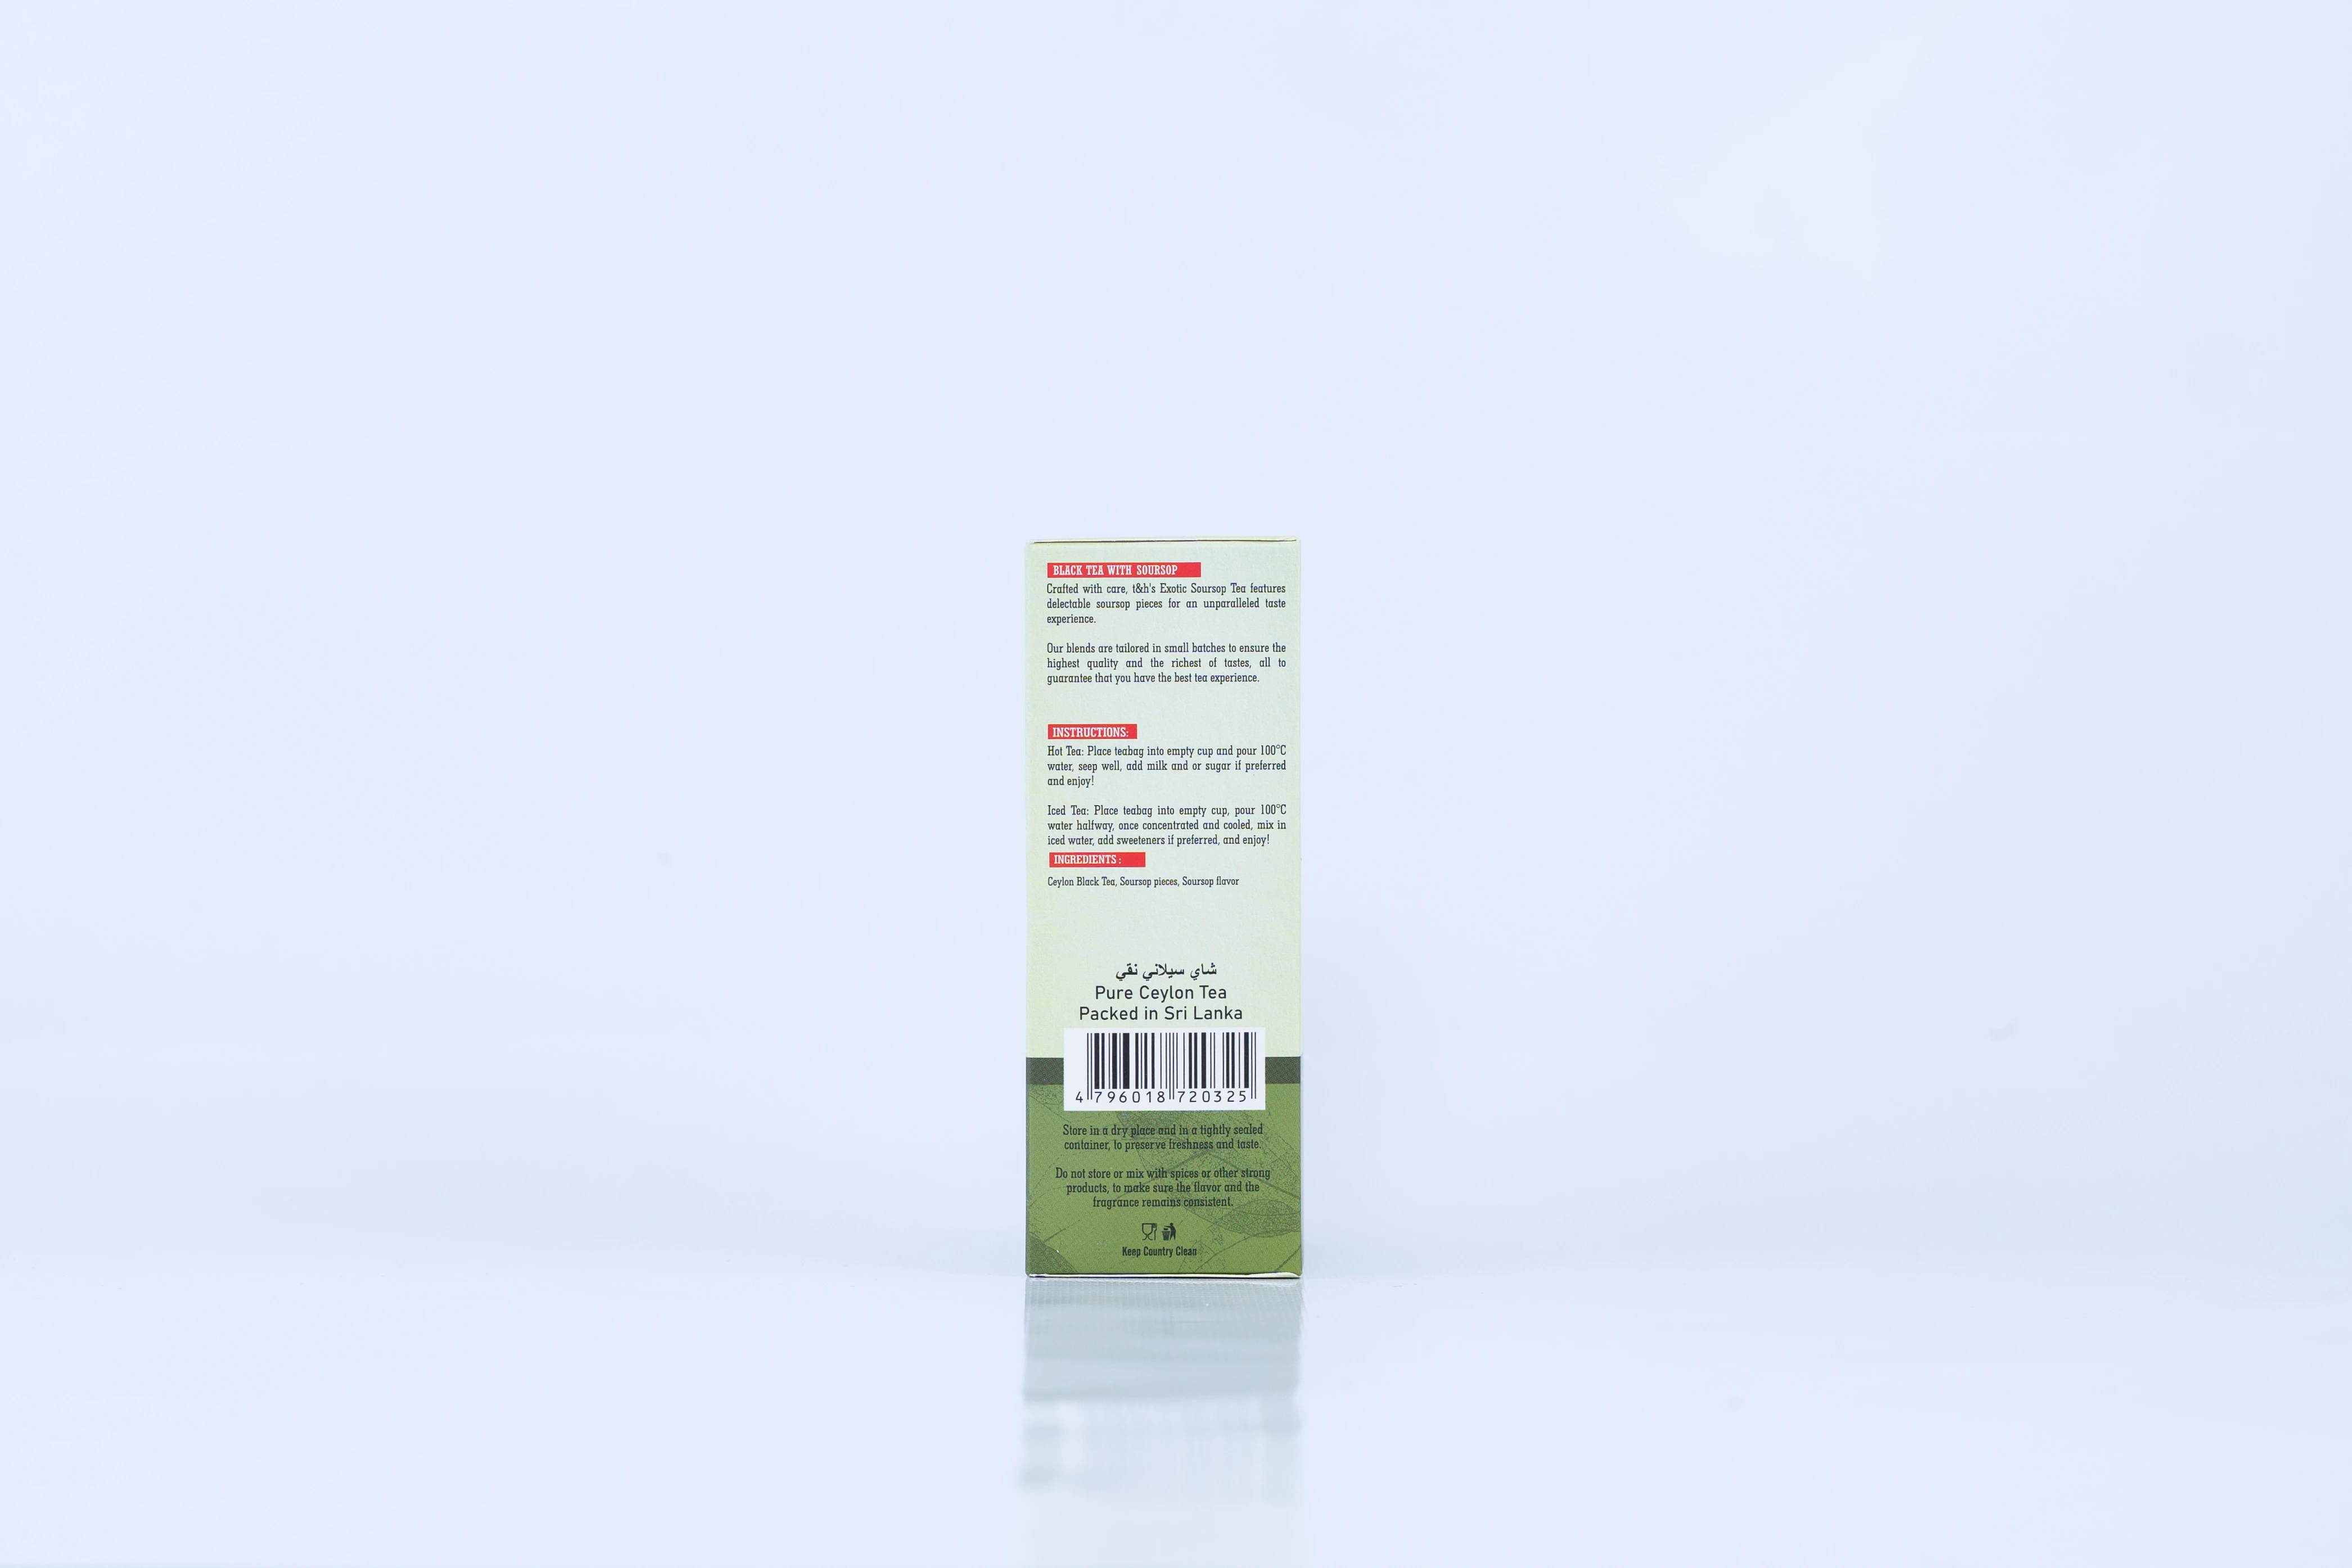 BLACK TEA WITH SOURSOP
Crafted with care, t&h's Exotic Soursop Tea features
delectable soursop pieces for an unparalleled taste
experience.
Our blends are tailored in small batches to ensure the
highest quality and the richest of tastes, all to
guarantee that you have the best tea experience.
INSTRUCTIONS:
Hot Tea: Place teabag into empty cup and pour 100°C
water, seep well, add milk and or sugar if preferred
and enjoy!
Iced Tea: Place teabag into empty cup, pour 100°C
water halfway, once concentrated and cooled, mix in
iced water, add sweeteners if preferred, and enjoy!
INGREDIENTS :
Ceylon Black Tea, Soursop pieces, Soursop flavor
شاي سيلاني نقي
Pure Ceylon Tea
Packed in Sri Lanka
4 796018 720325
Store in a dry place and in a tightly sealed
container, to preserve freshness and taste.
Do not store or mix with spices or other strong
products, to make sure the flavor and the
fragrance remains consistent.
Keep Country Clean